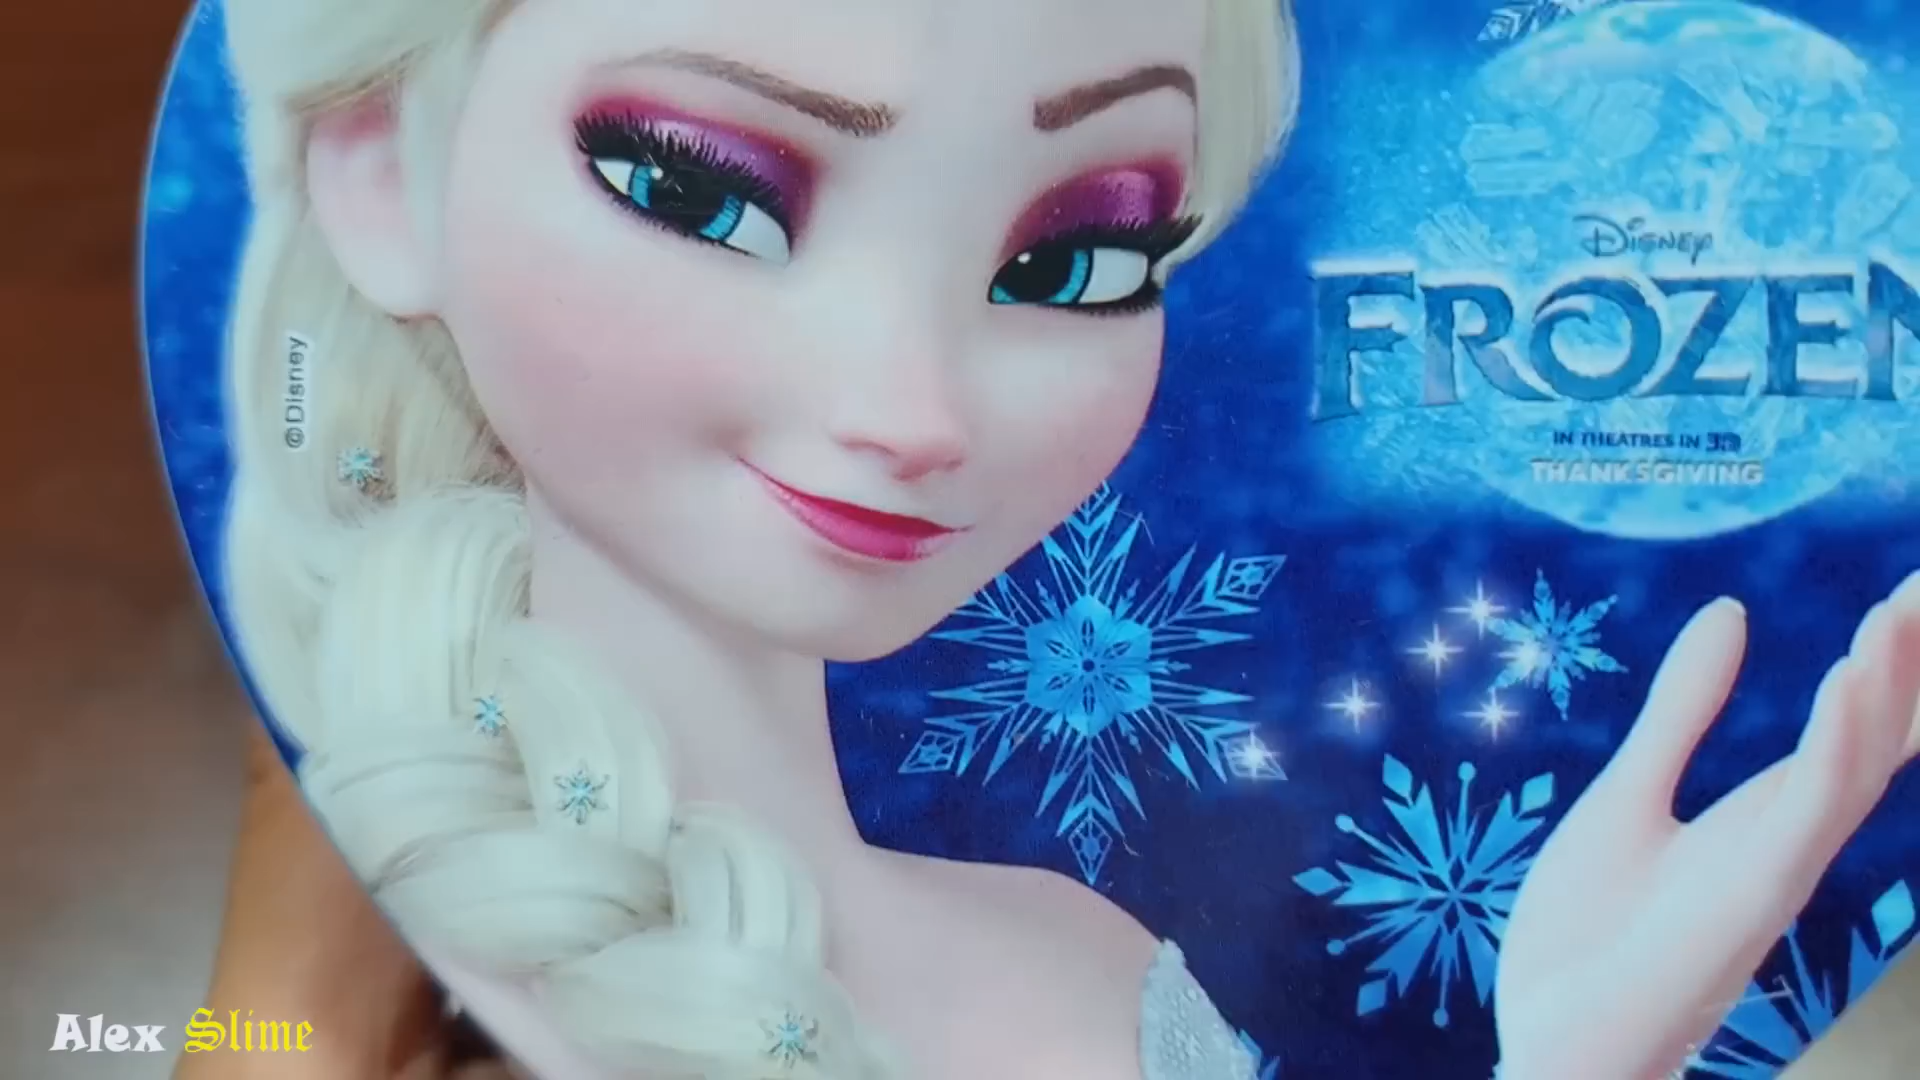 ©Disney
Disney
FROZEN
IN THEATRES IN 3D
THANKSGIVING
Alex Slime